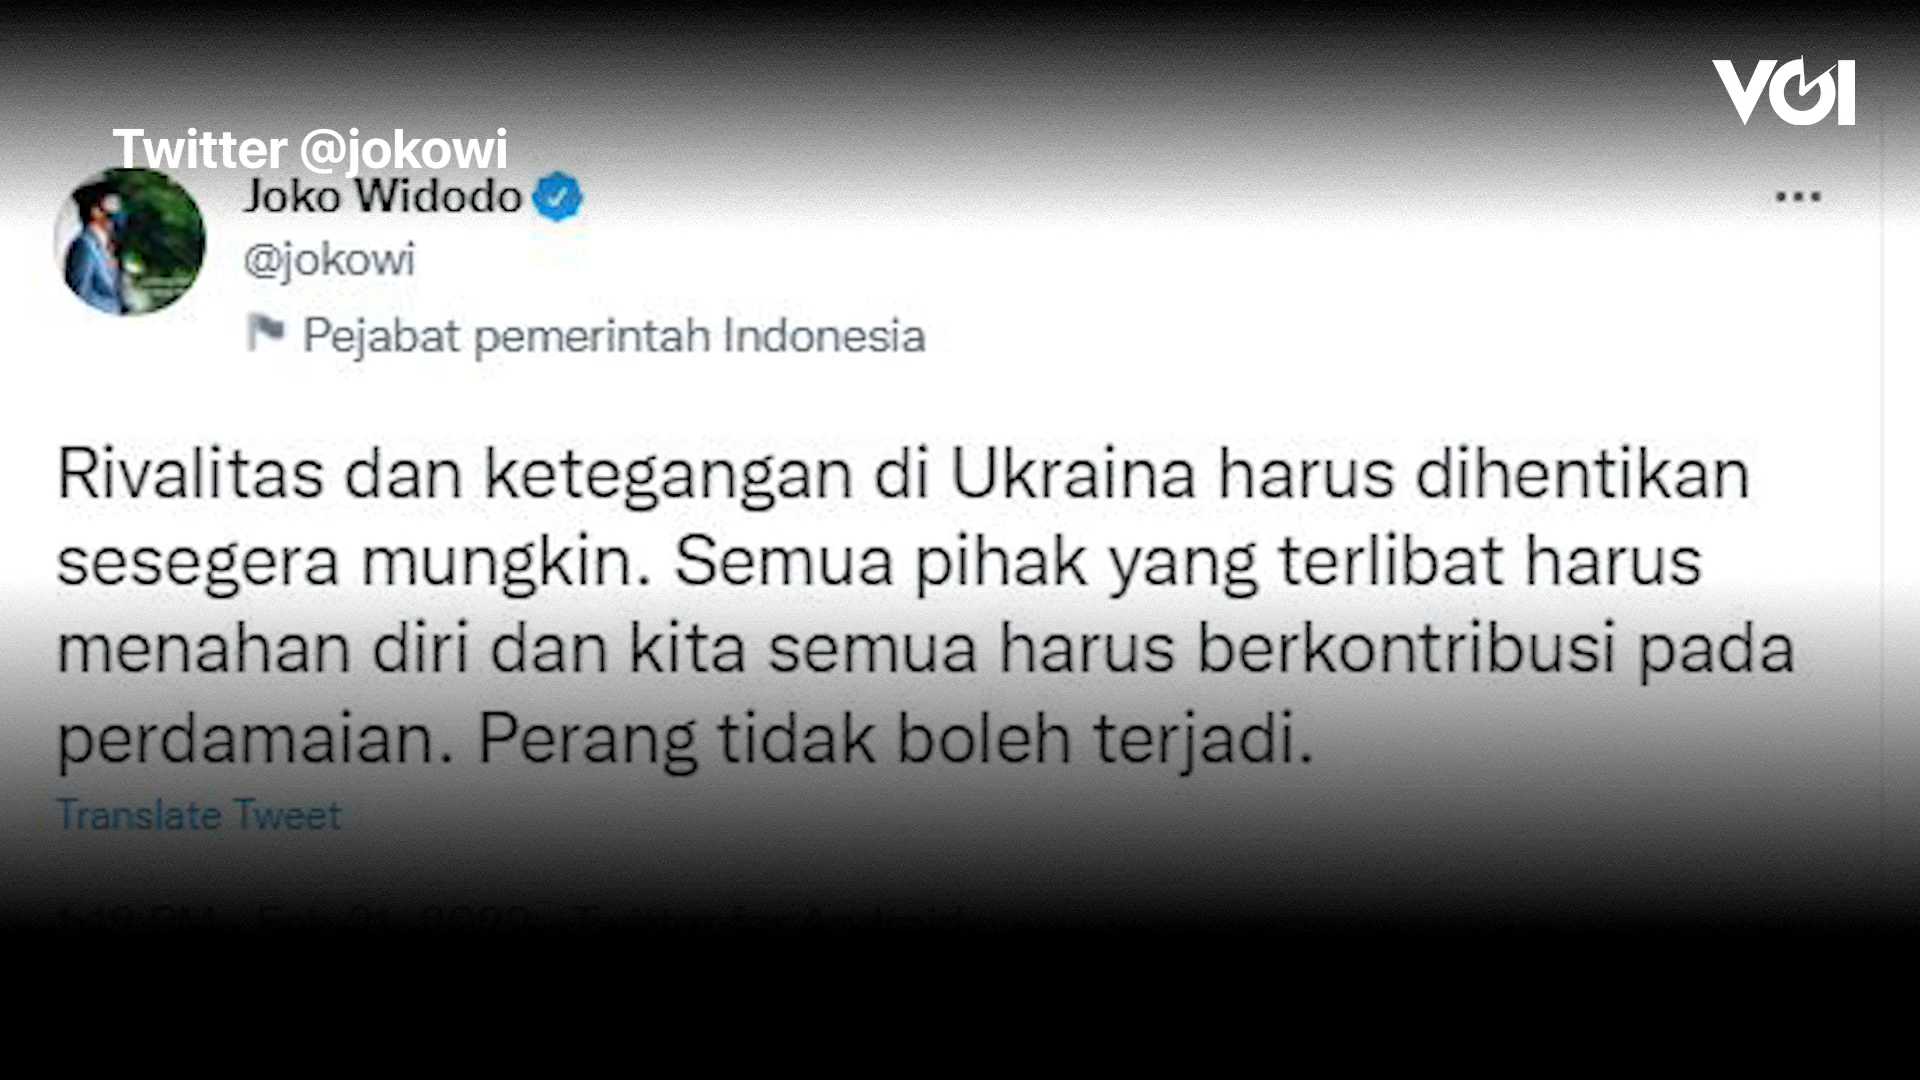 VOI
Twitter @jokowi
Joko Widodo
@jokowi
Pejabat pemerintah Indonesia
Rivalitas dan ketegangan di Ukraina harus dihentikan
sesegera mungkin. Semua pihak yang terlibat harus
menahan diri dan kita semua harus berkontribusi pada
perdamaian. Perang tidak boleh terjadi.
Translate Tweet